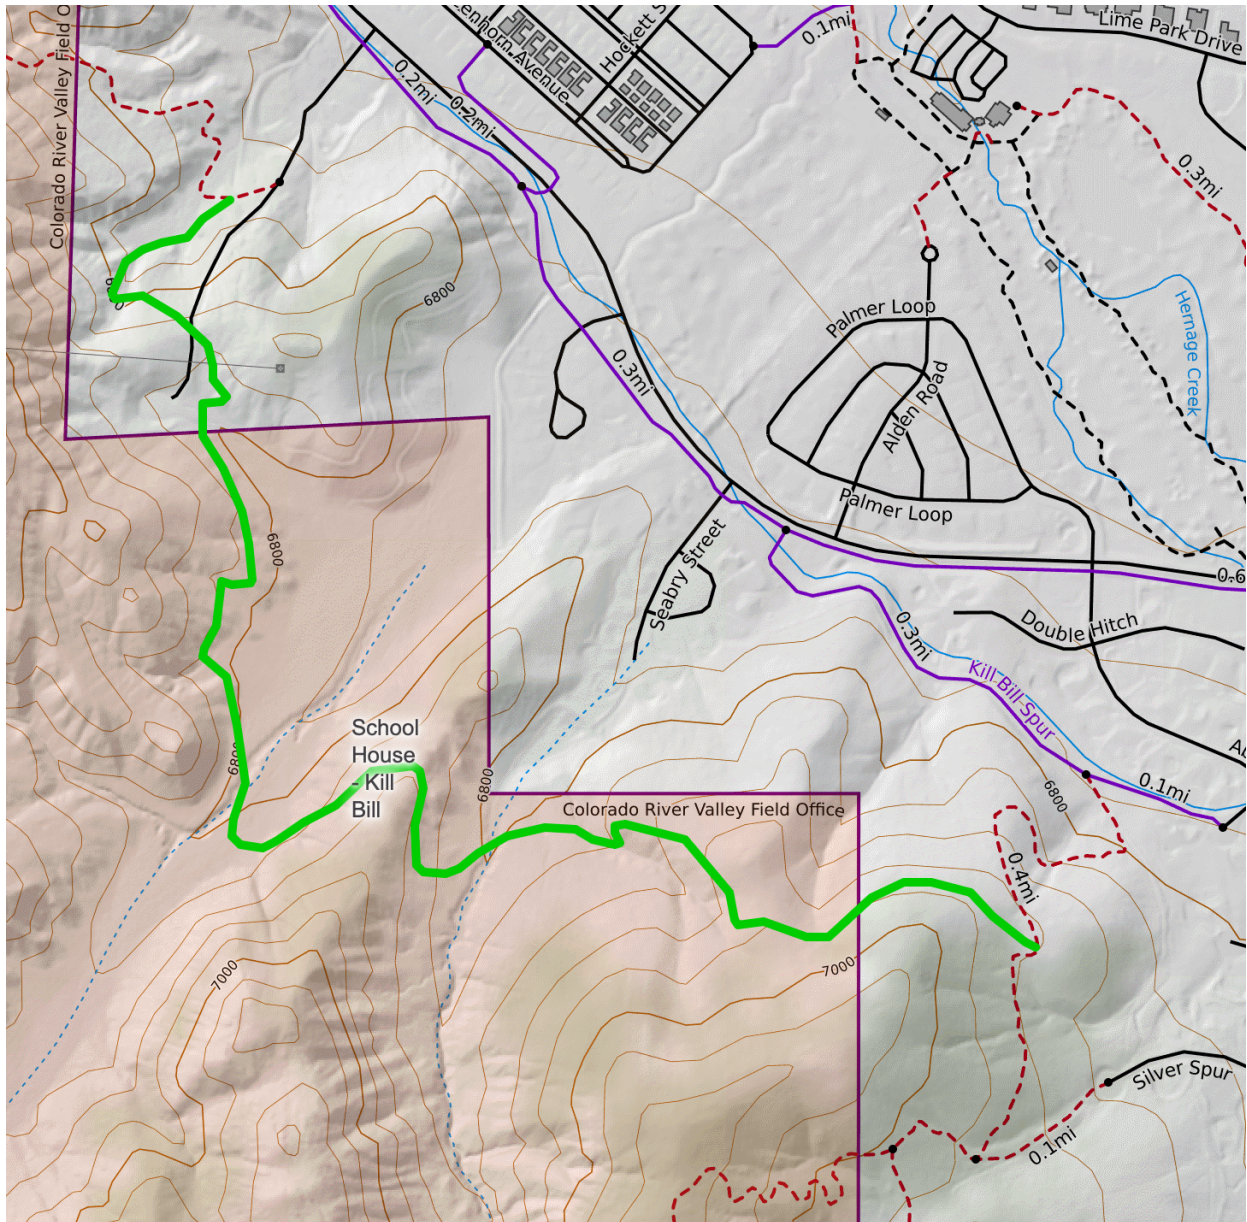 Lime Park Drive
0.1mi
Hockett S
enhorn Avenue
0.2mi
0.2mi
Colorado River Valley Field O
0.3mi
6800
Palmer Loop
Hernage Creek
0.3mi
Alden Road
Palmer Loop
6800
Seabry Street
0.6
Double Hitch
0.3mi
Kill Bill Spur
School
House
- Kill
Bill
6800
6800
0.1mi
6800
Colorado River Valley Field Office
0.4mi
7000
7000
Silver Spur
0.1mi